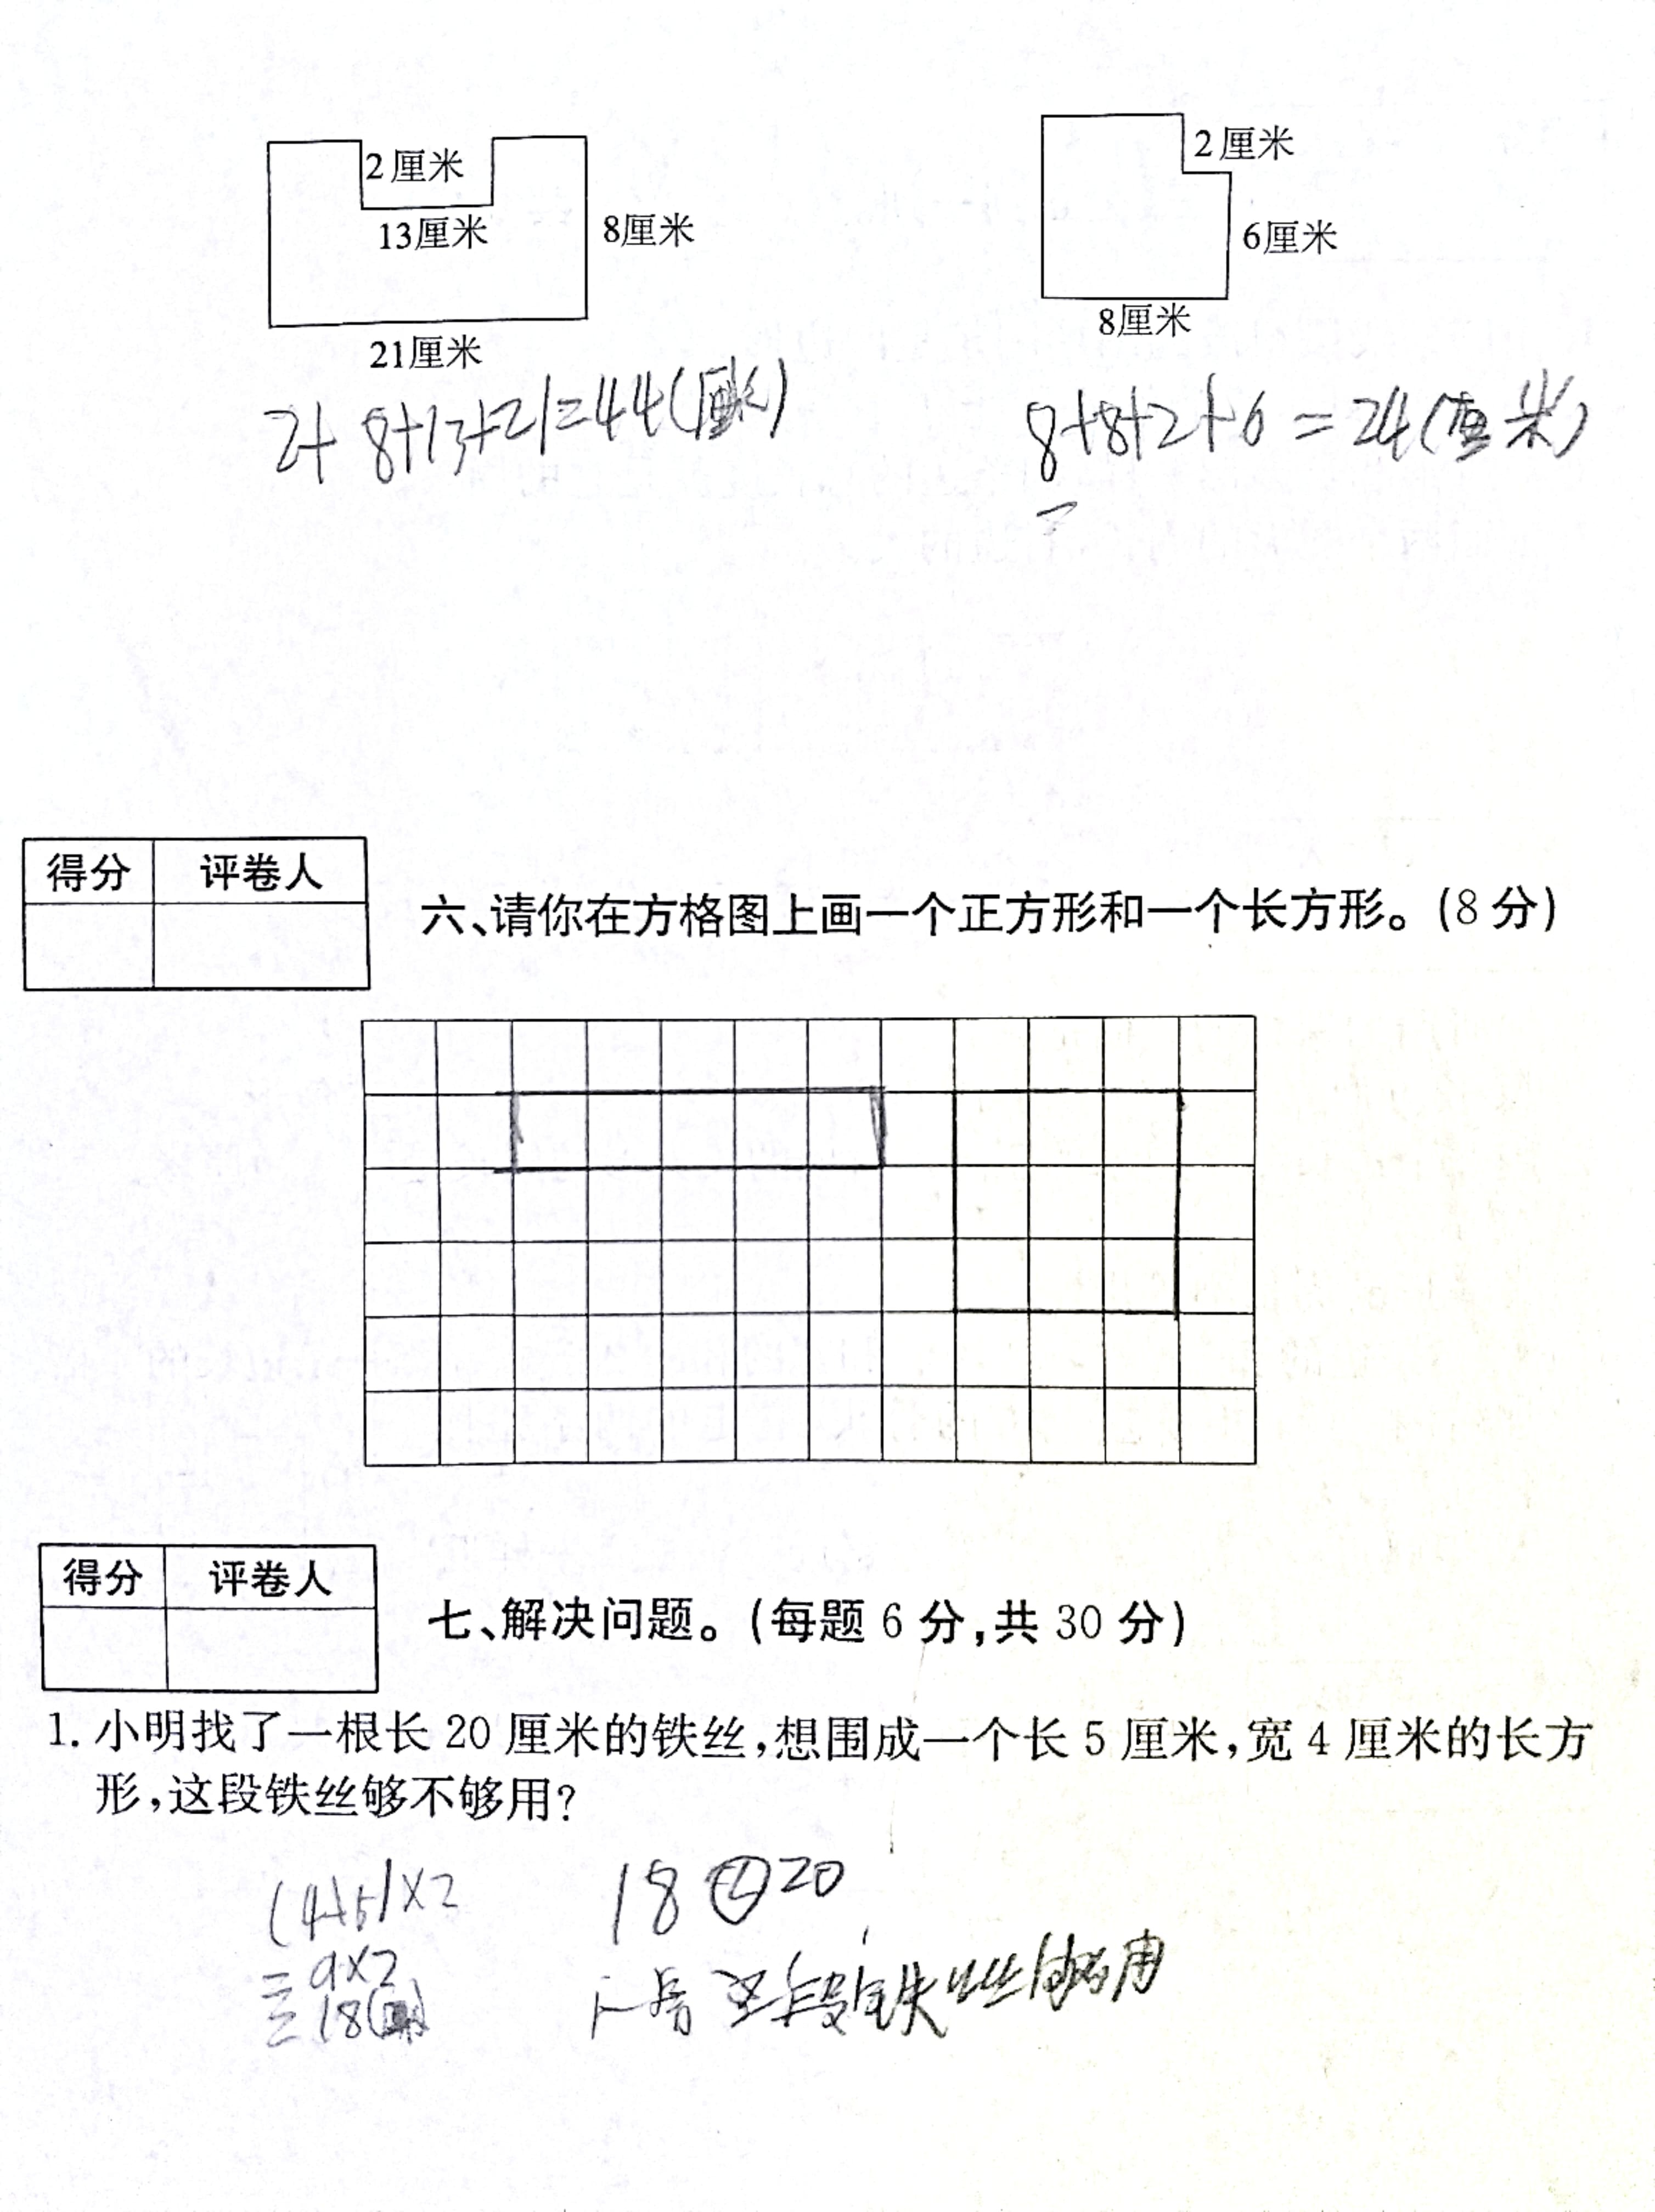 2厘米
13厘米
8厘米
21厘米
2厘米
6厘米
8厘米
2+8+13+21=44(厘米)
8+8+2+6=24(厘米)
得分 评卷人
六、请你在方格图上画一个正方形和一个长方形。(8分)
得分 评卷人
七、解决问题。(每题6分,共30分)
1. 小明找了一根长20厘米的铁丝,想围成一个长5厘米,宽4厘米的长方
形,这段铁丝够不够用?
(4+5)×2
=9×2
=18(厘米)
18<20
答 这段铁丝够用